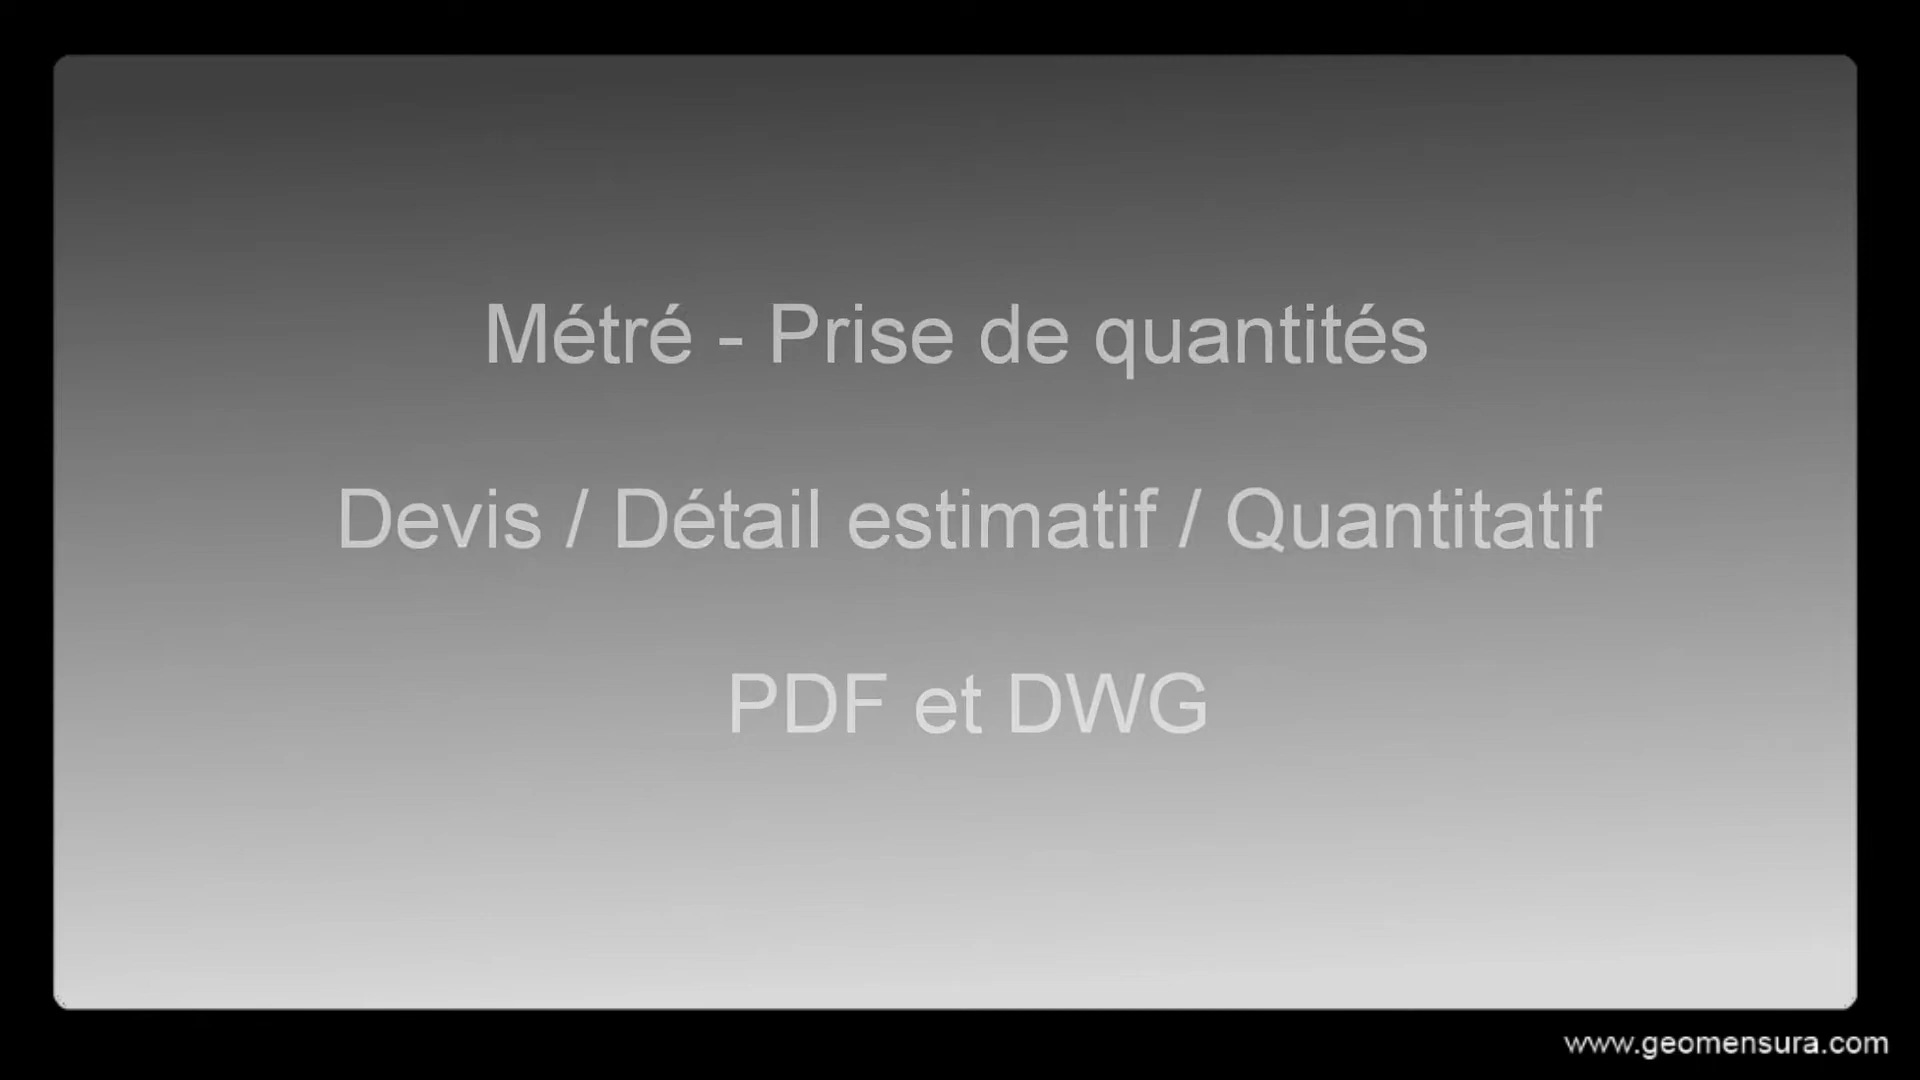 Métré - Prise de quantités
Devis / Détail estimatif / Quantitatif
PDF et DWG
www.geomensura.com